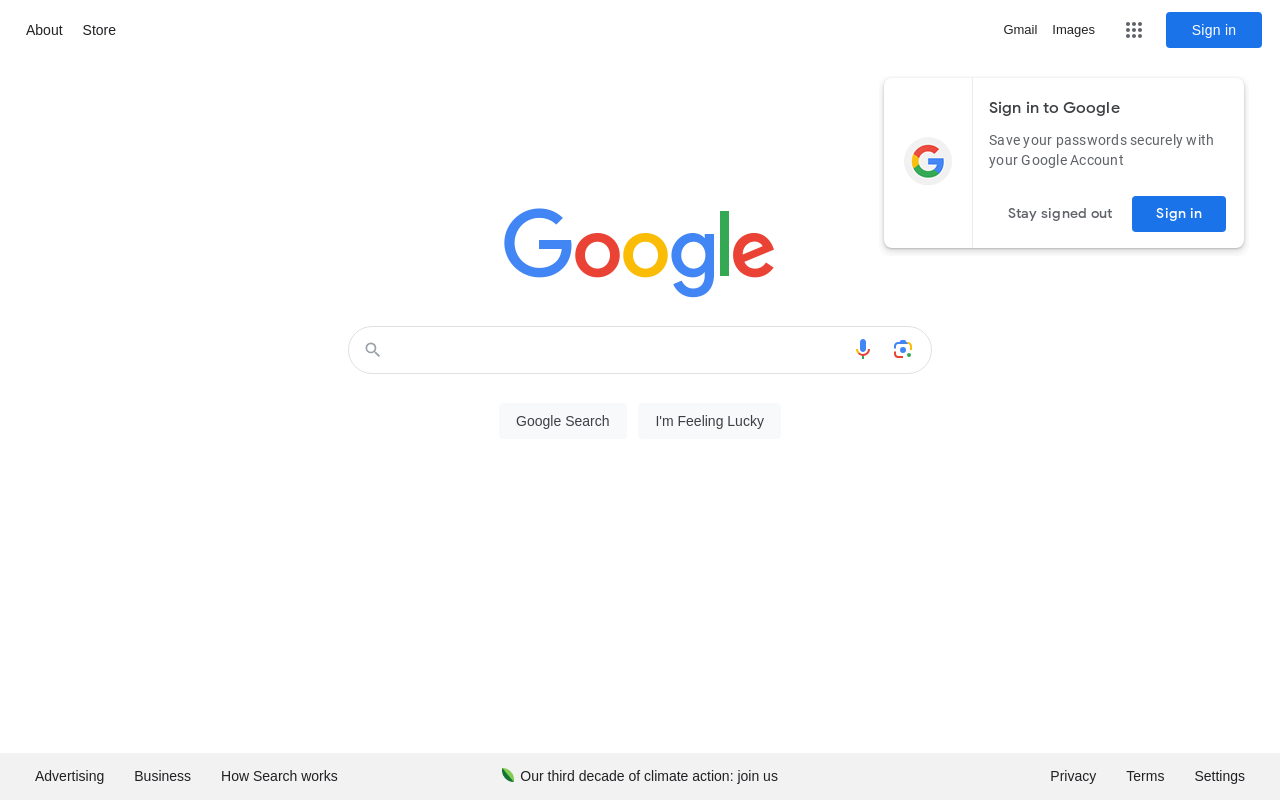 About Store Gmail Images Sign in
Sign in to Google
Save your passwords securely with
your Google Account
Stay signed out Sign in
Google
Google Search I'm Feeling Lucky
Advertising Business How Search works Our third decade of climate action: join us Privacy Terms Settings